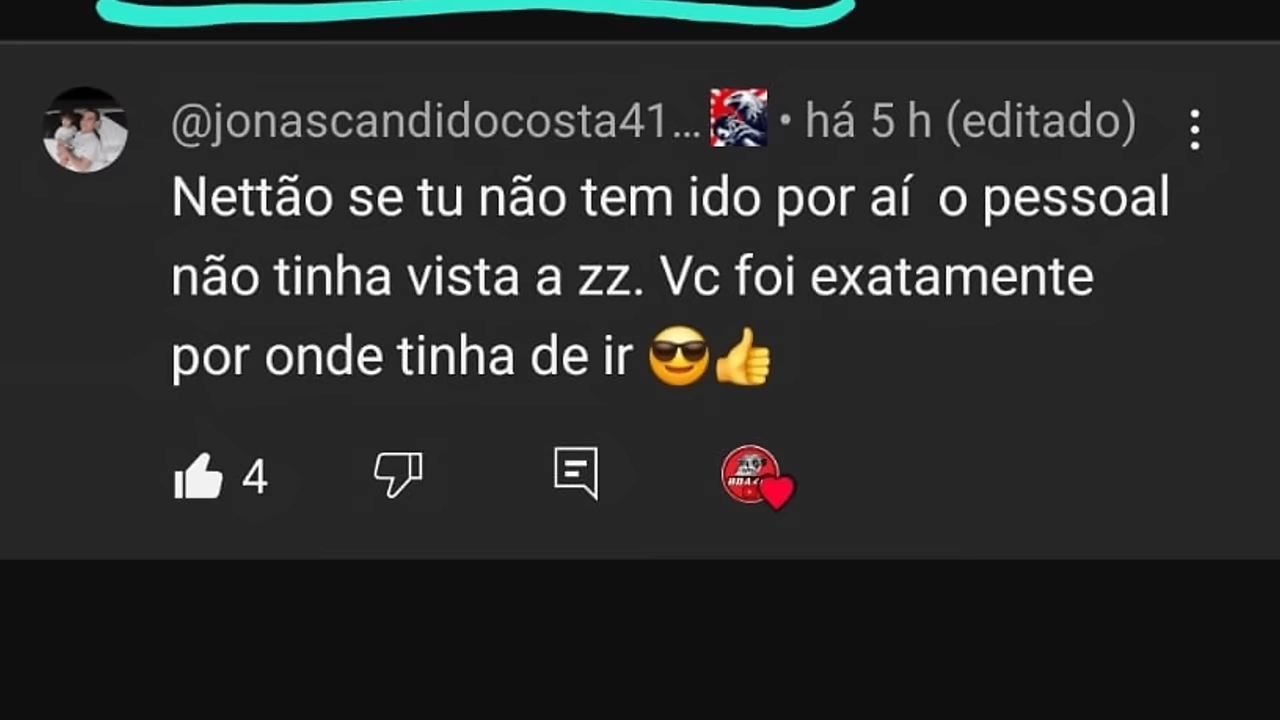 @jonascandidocosta41... • há 5 h (editado)
Nettão se tu não tem ido por aí o pessoal
não tinha vista a zz. Vc foi exatamente
por onde tinha de ir 😎👍
4